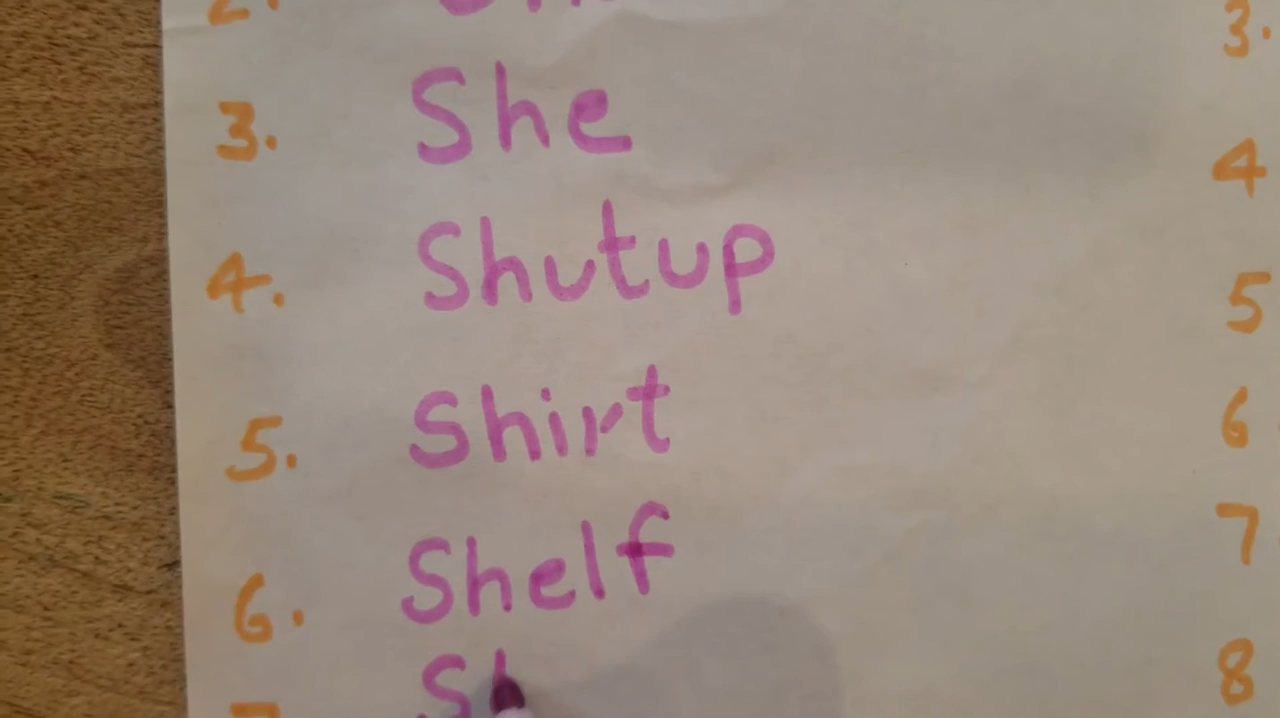 3. She 3.
4. Shutup 4
5. Shirt 5
6. Shelf 6
7
8